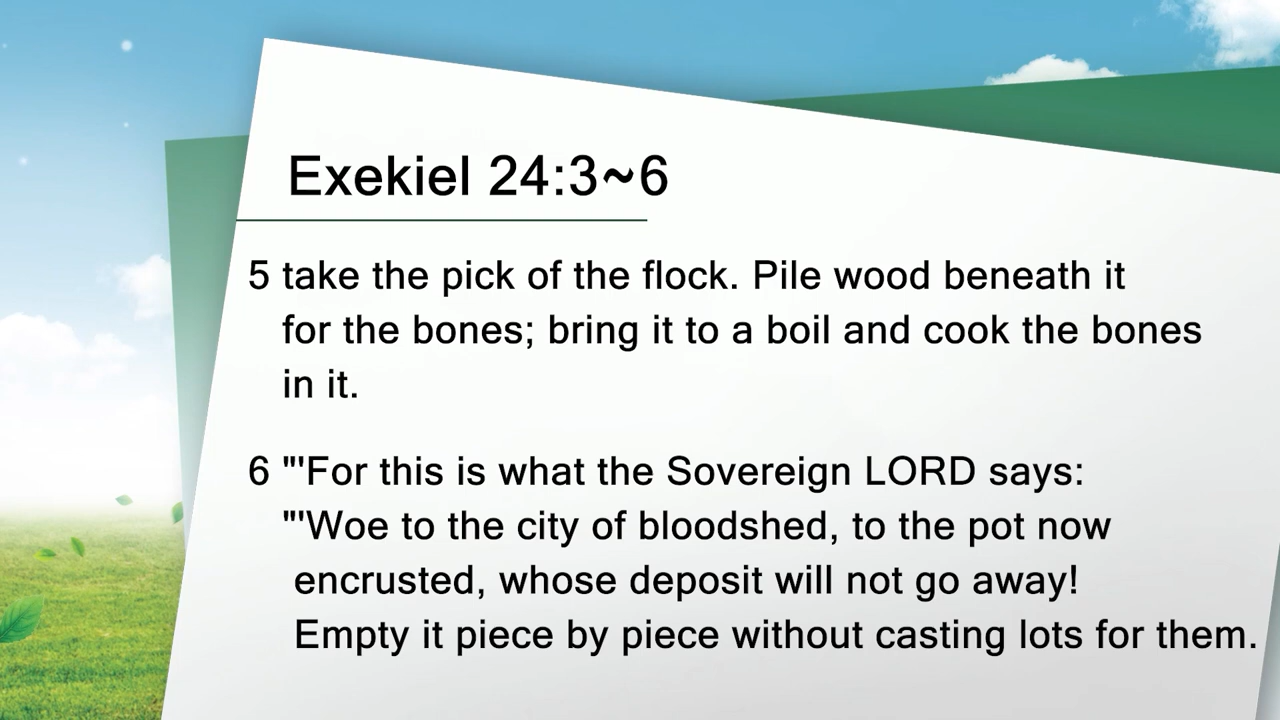 Exekiel 24:3~6
5 take the pick of the flock. Pile wood beneath it
for the bones; bring it to a boil and cook the bones
in it.
6 "'For this is what the Sovereign LORD says:
"'Woe to the city of bloodshed, to the pot now
encrusted, whose deposit will not go away!
Empty it piece by piece without casting lots for them.